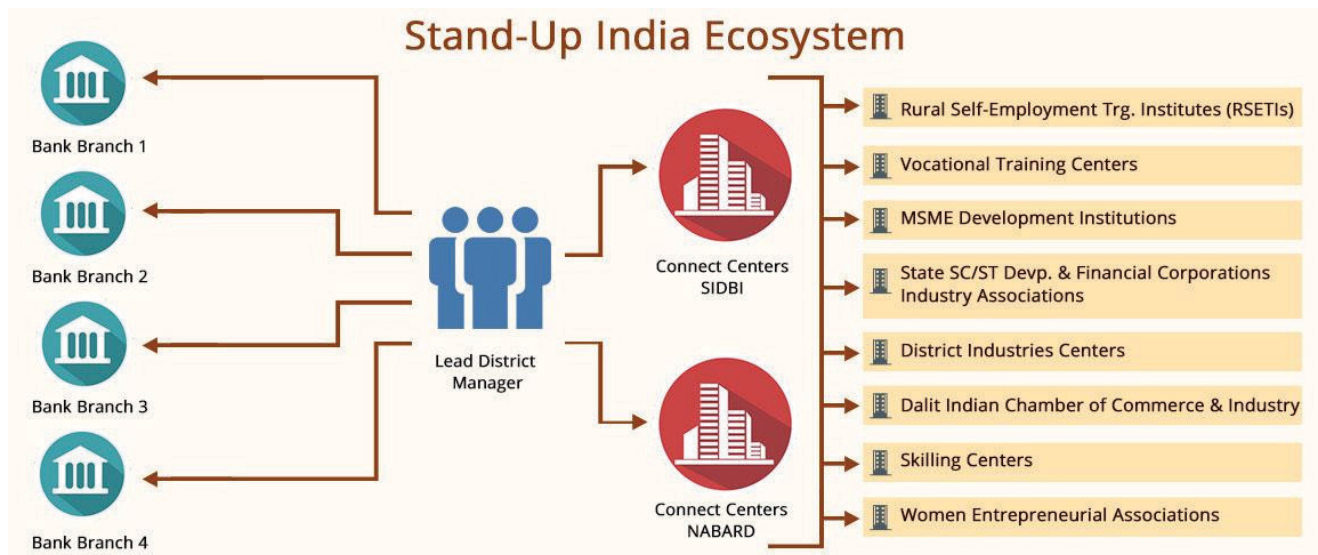 Stand-Up India Ecosystem
Bank Branch 1
Bank Branch 2
Bank Branch 3
Bank Branch 4
Lead District
Manager
Connect Centers
SIDBI
Connect Centers
NABARD
Rural Self-Employment Trg. Institutes (RSETIs)
Vocational Training Centers
MSME Development Institutions
State SC/ST Devp. & Financial Corporations
Industry Associations
District Industries Centers
Dalit Indian Chamber of Commerce & Industry
Skilling Centers
Women Entrepreneurial Associations